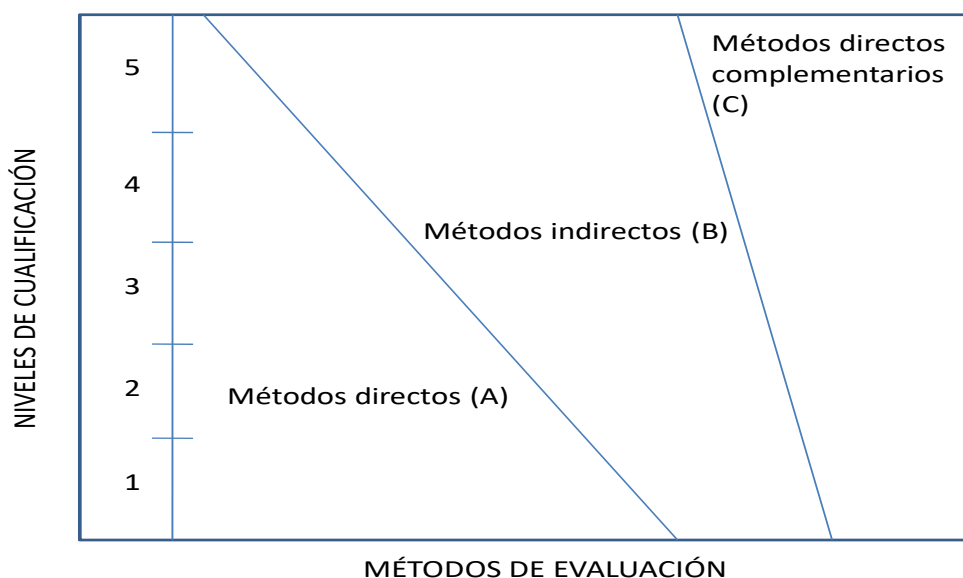 NIVELES DE CUALIFICACIÓN
5
4
3
2
1
Métodos directos
complementarios
(C)
Métodos indirectos (B)
Métodos directos (A)
MÉTODOS DE EVALUACIÓN